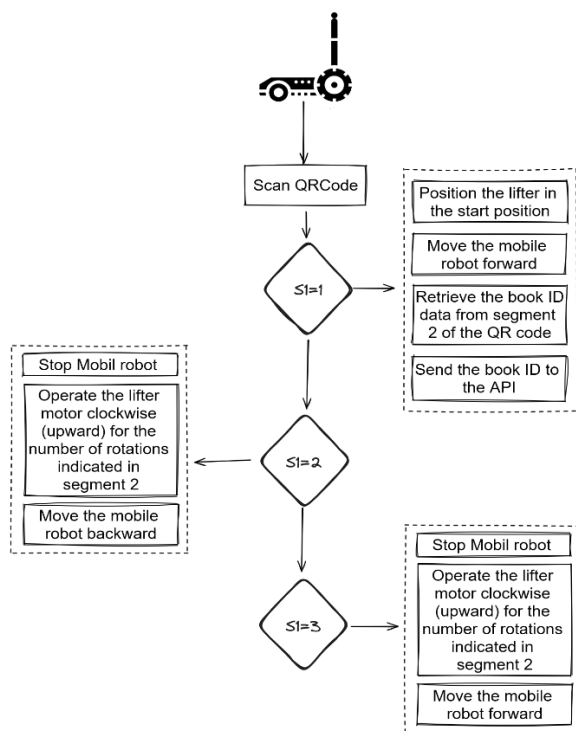 Scan QRCode
S1=1
Position the lifter in
the start position
Move the mobile
robot forward
Retrieve the book ID
data from segment
2 of the QR code
Send the book ID to
the API
S1=2
Stop Mobil robot
Operate the lifter
motor clockwise
(upward) for the
number of rotations
indicated in
segment 2
Move the mobile
robot backward
S1=3
Stop Mobil robot
Operate the lifter
motor clockwise
(upward) for the
number of rotations
indicated in
segment 2
Move the mobile
robot forward